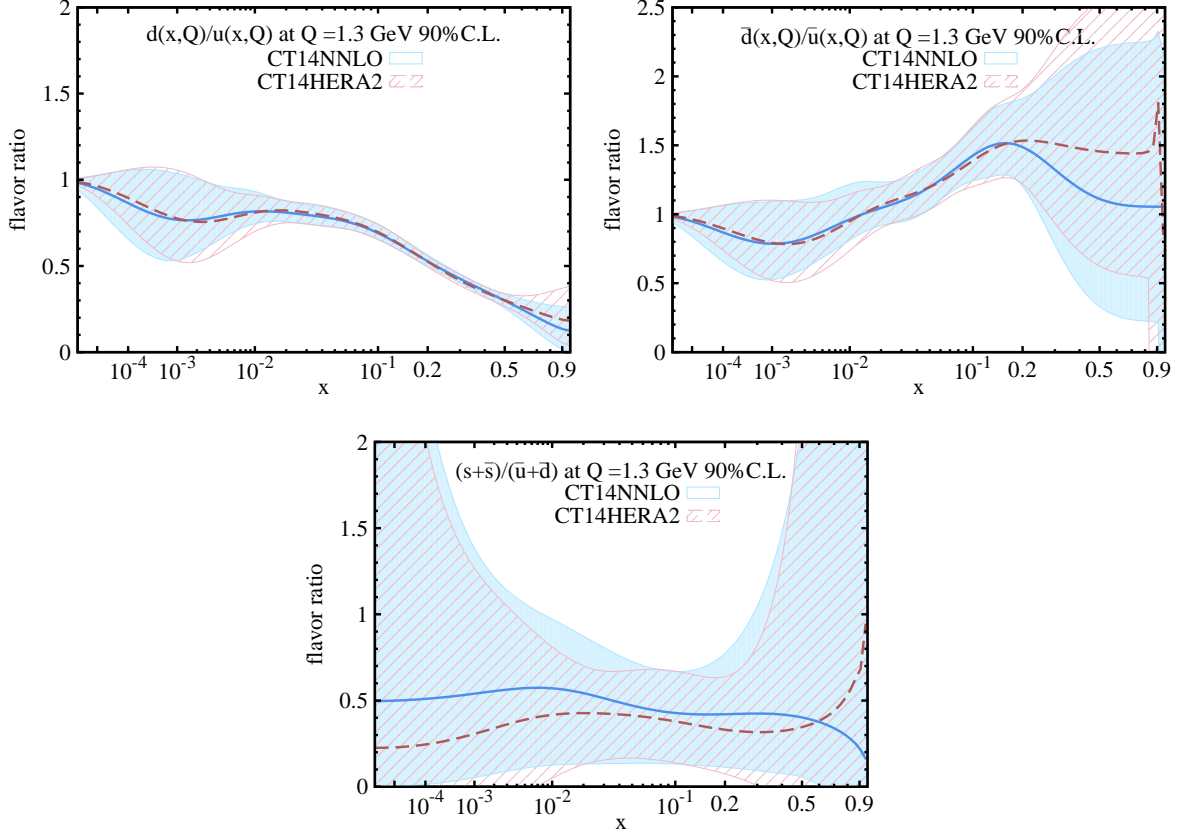 d(x,Q)/u(x,Q) at Q =1.3 GeV 90%C.L.
CT14NNLO
CT14HERA2
flavor ratio
2
1.5
1
0.5
0
10⁻⁴ 10⁻³ 10⁻² 10⁻¹ 0.2 0.5 0.9
x
d̅(x,Q)/u̅(x,Q) at Q =1.3 GeV 90%C.L.
CT14NNLO
CT14HERA2
flavor ratio
2.5
2
1.5
1
0.5
0
10⁻⁴ 10⁻³ 10⁻² 10⁻¹ 0.2 0.5 0.9
x
(s+s̅)/(u̅+d̅) at Q =1.3 GeV 90%C.L.
CT14NNLO
CT14HERA2
flavor ratio
2
1.5
1
0.5
0
10⁻⁴ 10⁻³ 10⁻² 10⁻¹ 0.2 0.5 0.9
x